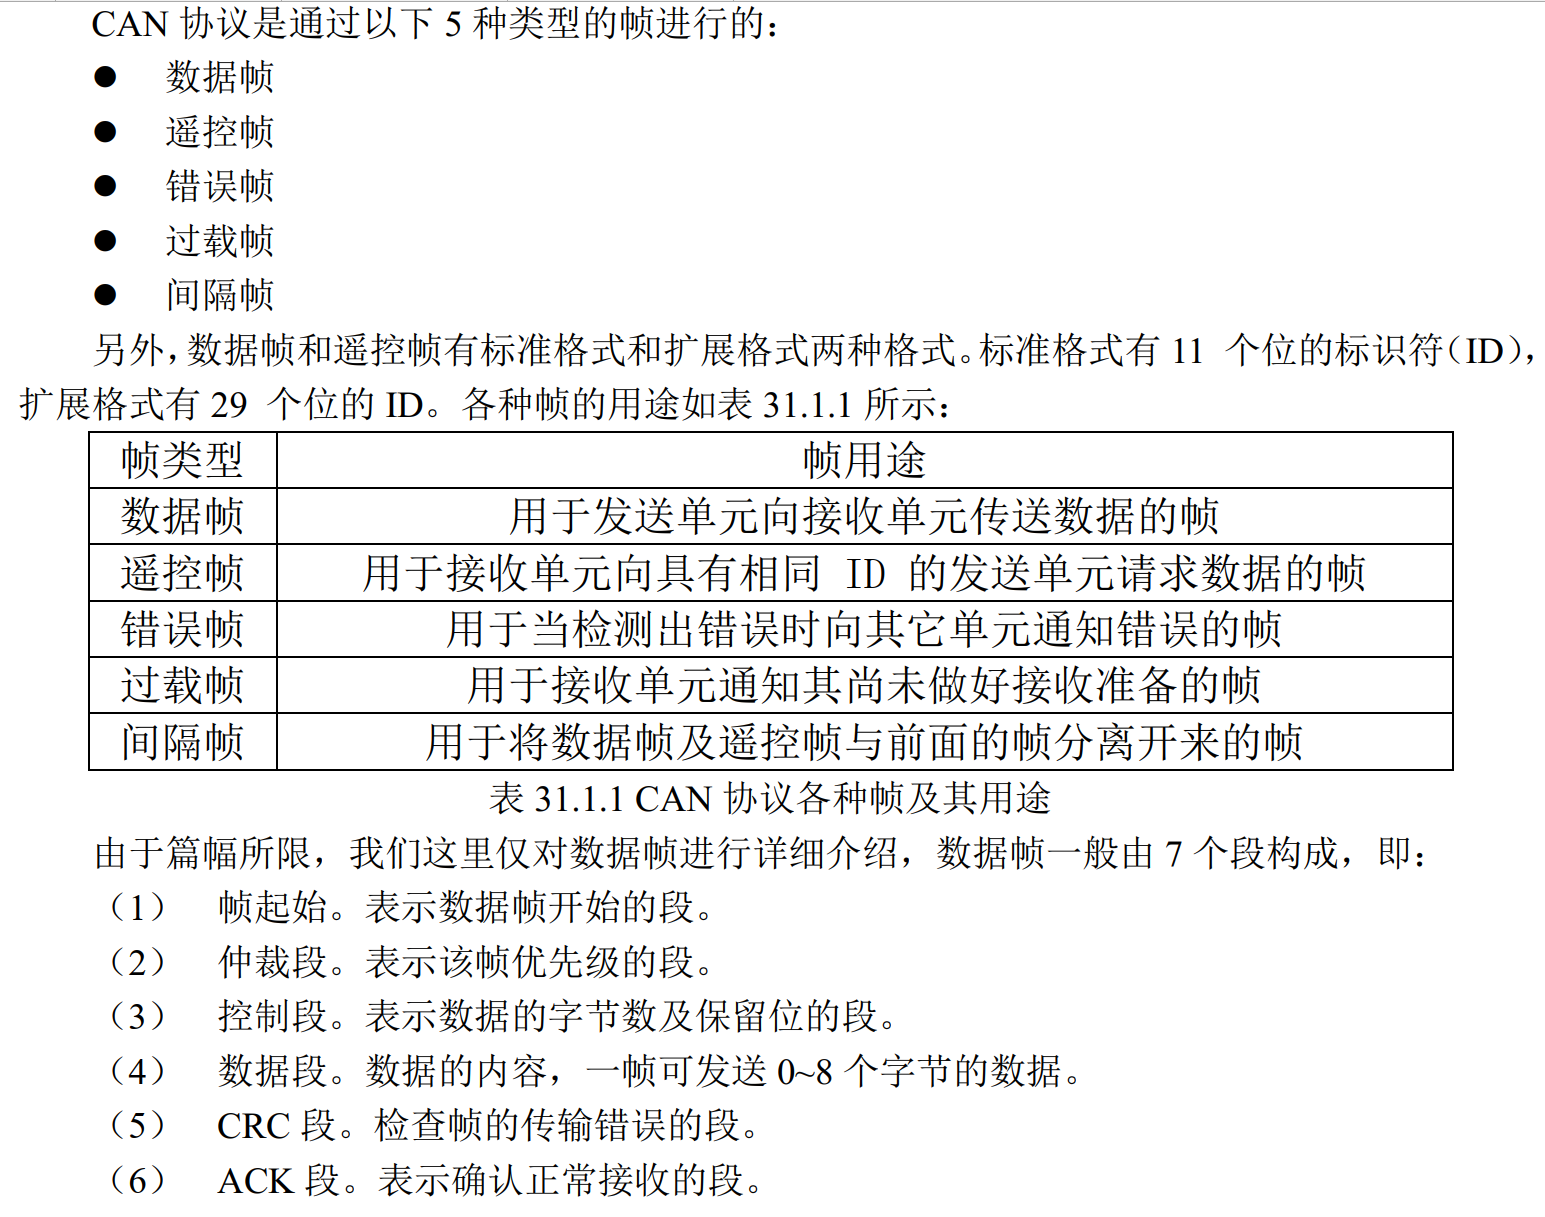 CAN 协议是通过以下 5 种类型的帧进行的：
● 数据帧
● 遥控帧
● 错误帧
● 过载帧
● 间隔帧
另外，数据帧和遥控帧有标准格式和扩展格式两种格式。标准格式有 11 个位的标识符（ID），
扩展格式有 29 个位的 ID。各种帧的用途如表 31.1.1 所示：
帧类型 帧用途
数据帧 用于发送单元向接收单元传送数据的帧
遥控帧 用于接收单元向具有相同 ID 的发送单元请求数据的帧
错误帧 用于当检测出错误时向其它单元通知错误的帧
过载帧 用于接收单元通知其尚未做好接收准备的帧
间隔帧 用于将数据帧及遥控帧与前面的帧分离开来的帧
表 31.1.1 CAN 协议各种帧及其用途
由于篇幅所限，我们这里仅对数据帧进行详细介绍，数据帧一般由 7 个段构成，即：
（1） 帧起始。表示数据帧开始的段。
（2） 仲裁段。表示该帧优先级的段。
（3） 控制段。表示数据的字节数及保留位的段。
（4） 数据段。数据的内容，一帧可发送 0~8 个字节的数据。
（5） CRC 段。检查帧的传输错误的段。
（6） ACK 段。表示确认正常接收的段。